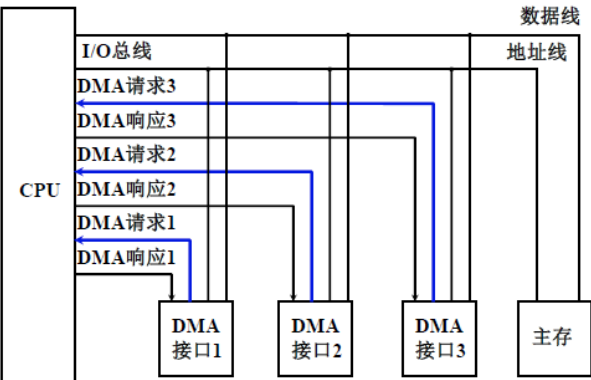 数据线
I/O总线
地址线
DMA请求3
DMA响应3
DMA请求2
CPU
DMA响应2
DMA请求1
DMA响应1
DMA
接口1
DMA
接口2
DMA
接口3
主存